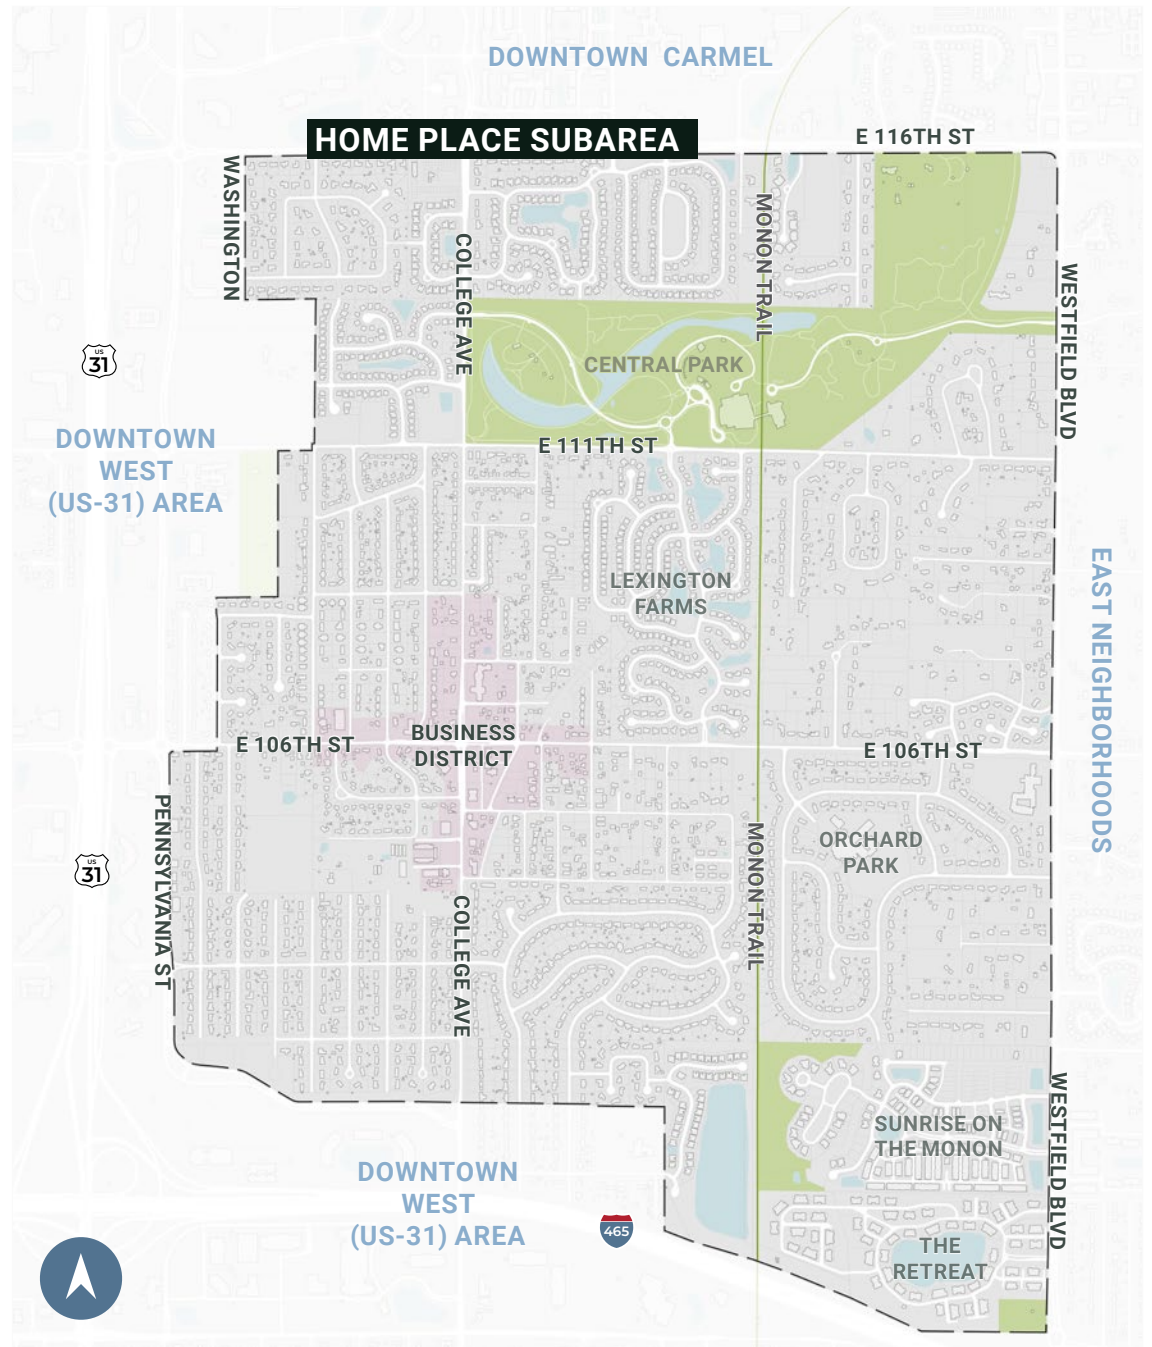 DOWNTOWN CARMEL
HOME PLACE SUBAREA
E 116TH ST
WASHINGTON
COLLEGE AVE
MONON TRAIL
WESTFIELD BLVD
US
31
CENTRAL PARK
DOWNTOWN
WEST
(US-31) AREA
E 111TH ST
LEXINGTON
FARMS
EAST NEIGHBORHOODS
E 106TH ST
BUSINESS
DISTRICT
E 106TH ST
PENNSYLVANIA ST
MONON TRAIL
ORCHARD
PARK
US
31
COLLEGE AVE
WESTFIELD BLVD
SUNRISE ON
THE MONON
DOWNTOWN
WEST
(US-31) AREA
465
THE
RETREAT